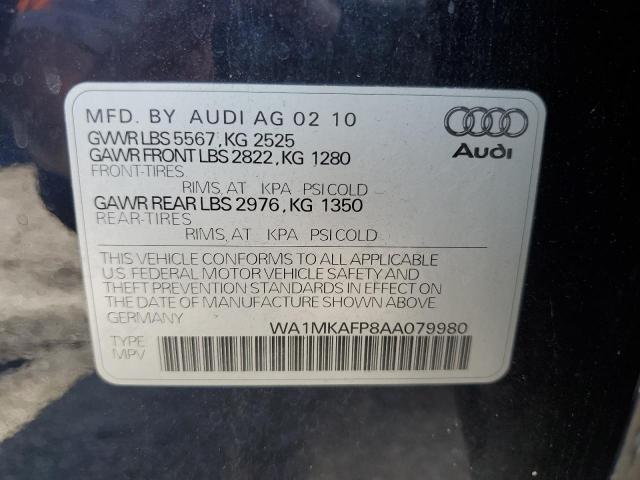 MFD. BY AUDI AG 02 10
GVWR LBS 5567, KG 2525
GAWR FRONT LBS 2822, KG 1280
FRONT-TIRES
RIMS, AT KPA PSI COLD
GAWR REAR LBS 2976, KG 1350
REAR-TIRES
RIMS, AT KPA PSI COLD
Audi
THIS VEHICLE CONFORMS TO ALL APPLICABLE
U.S. FEDERAL MOTOR VEHICLE SAFETY AND
THEFT PREVENTION STANDARDS IN EFFECT ON
THE DATE OF MANUFACTURE SHOWN ABOVE
GERMANY
WA1MKAFP8AA079980
TYPE
MPV